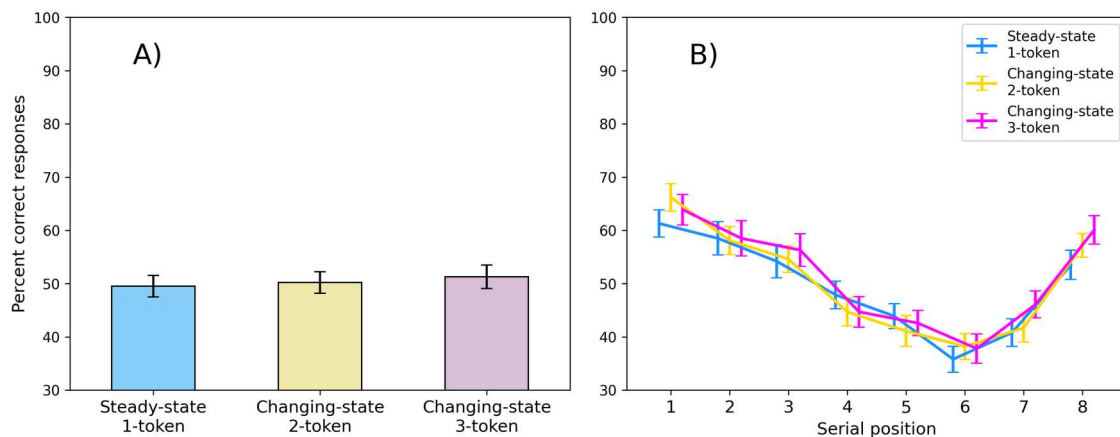 A)
Percent correct responses
100
90
80
70
60
50
40
30
Steady-state
1-token
Changing-state
2-token
Changing-state
3-token
B)
Steady-state
1-token
Changing-state
2-token
Changing-state
3-token
100
90
80
70
60
50
40
30
1 2 3 4 5 6 7 8
Serial position